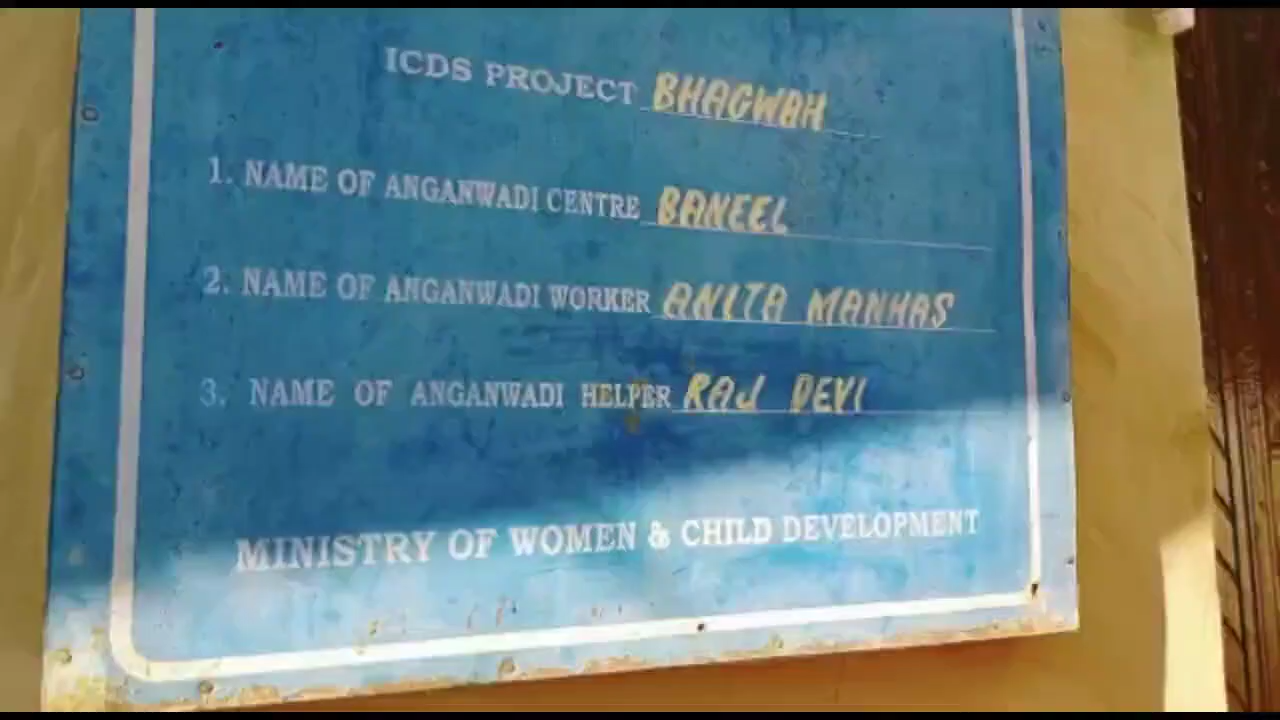 ICDS PROJECT BHAGWAH
1. NAME OF ANGANWADI CENTRE BANEEL
2. NAME OF ANGANWADI WORKER ANITA MANHAS
3. NAME OF ANGANWADI HELPER RAJ DEVI
MINISTRY OF WOMEN & CHILD DEVELOPMENT